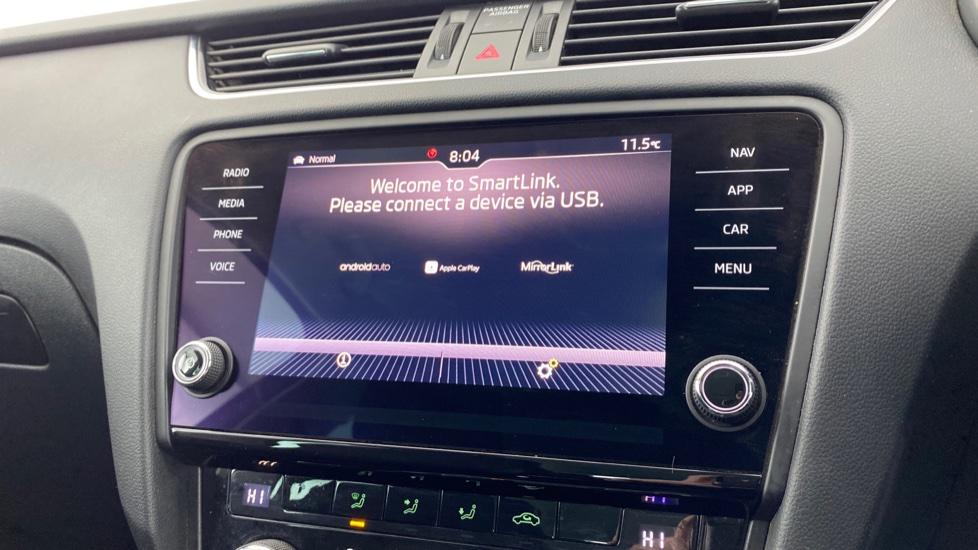 PASSENGER
AIRBAG
Normal
8:04
11.5°C
Welcome to SmartLink.
Please connect a device via USB.
androidauto
Apple CarPlay
MirrorLink
RADIO
MEDIA
PHONE
VOICE
NAV
APP
CAR
MENU
HI
HI
HI